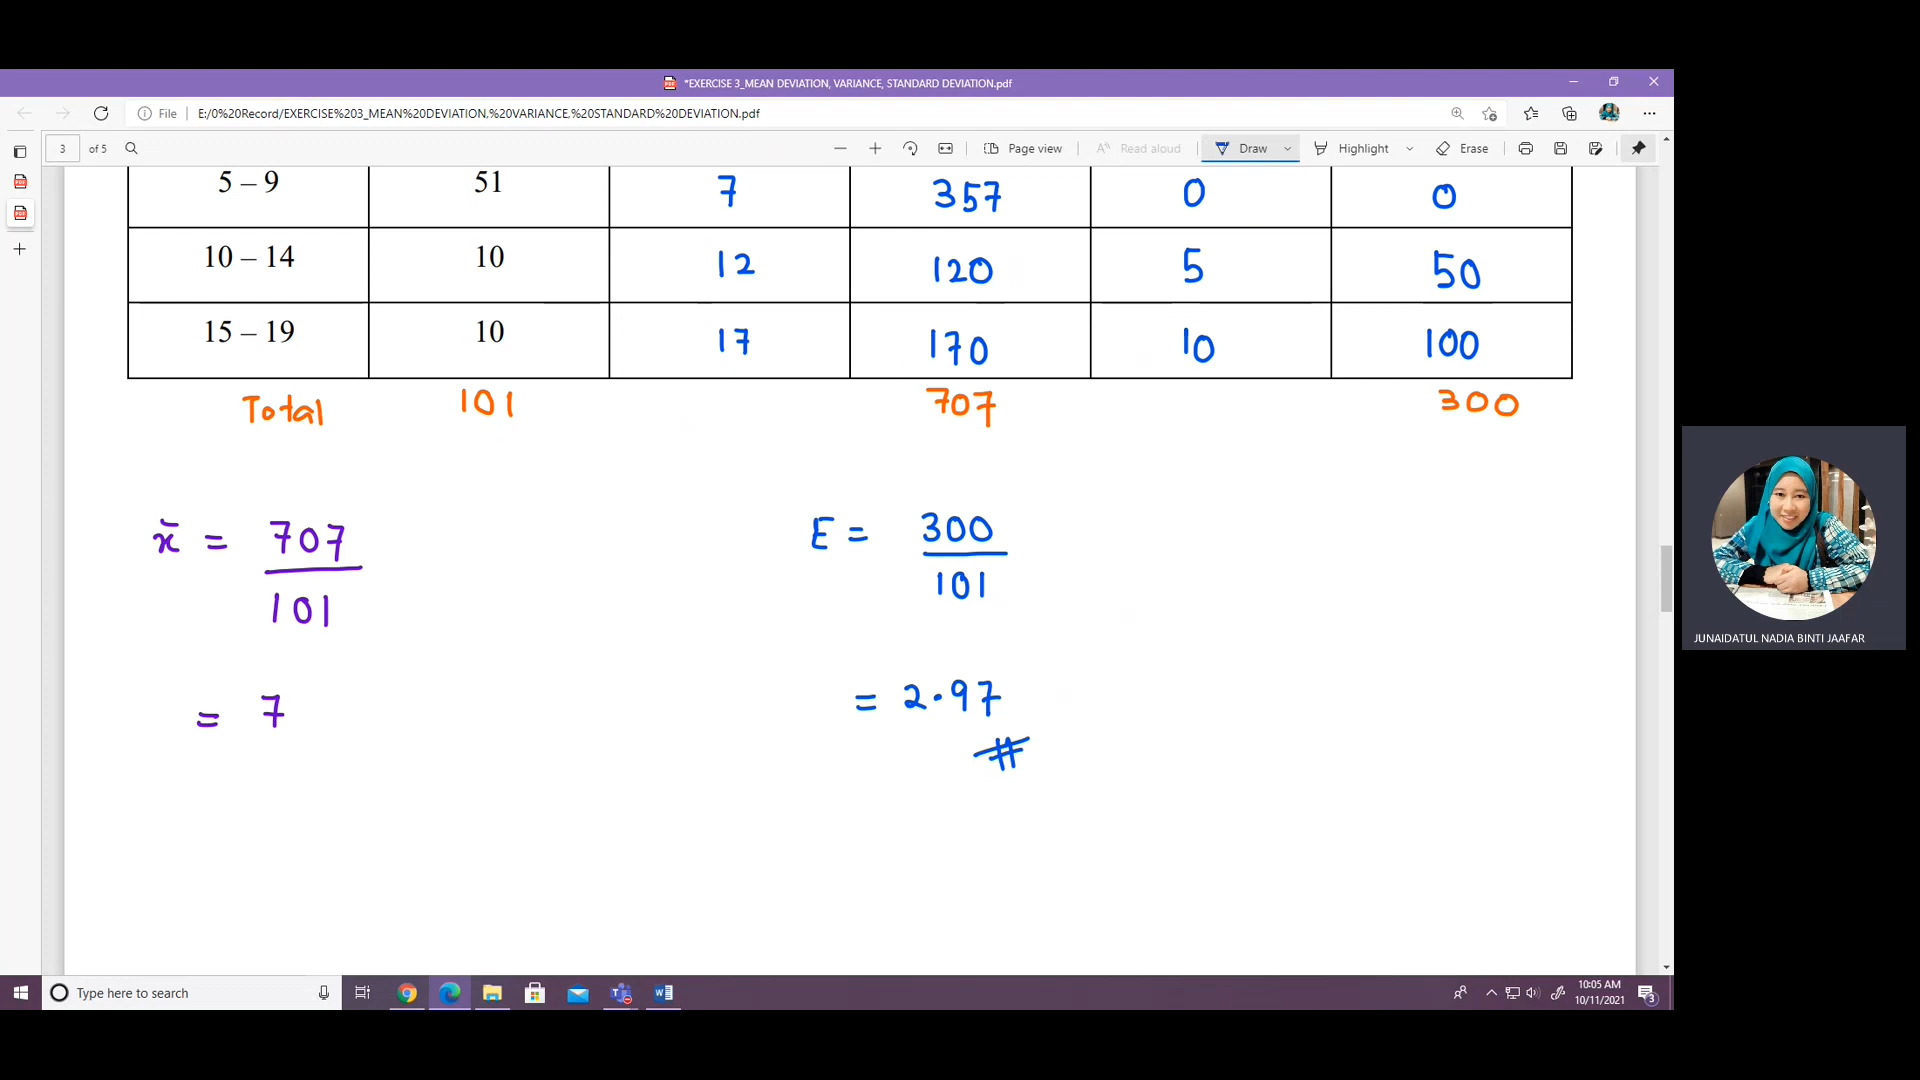 *EXERCISE 3_MEAN DEVIATION, VARIANCE, STANDARD DEVIATION.pdf
File E:/0%20Record/EXERCISE%203_MEAN%20DEVIATION,%20VARIANCE,%20STANDARD%20DEVIATION.pdf
3 of 5 Page view Read aloud Draw Highlight Erase
5 – 9 51 7 357 0 0
10 – 14 10 12 120 5 50
15 – 19 10 17 170 10 100
Total 101 707 300
x̄ = 707/101
E = 300/101
= 7
= 2.97
JUNAIDATUL NADIA BINTI JAAFAR
Type here to search
10:05 AM
10/11/2021
3